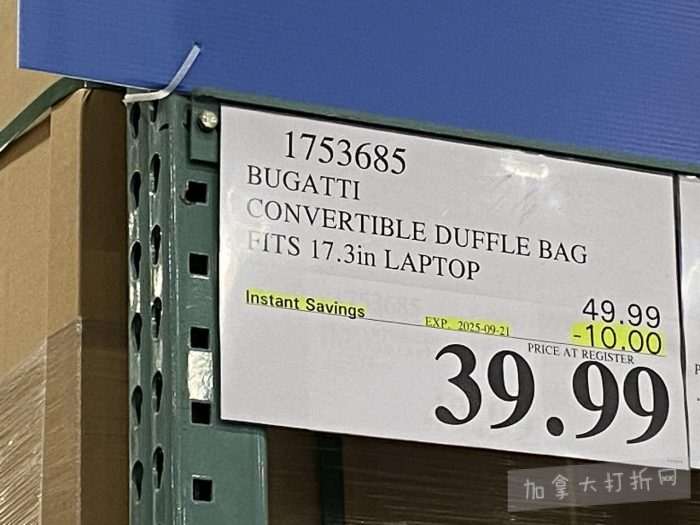 1753685
BUGATTI
CONVERTIBLE DUFFLE BAG
FITS 17.3in LAPTOP
49.99
Instant Savings EXP. 2025-09-21 -10.00
PRICE AT REGISTER
39.99
加拿大打折网